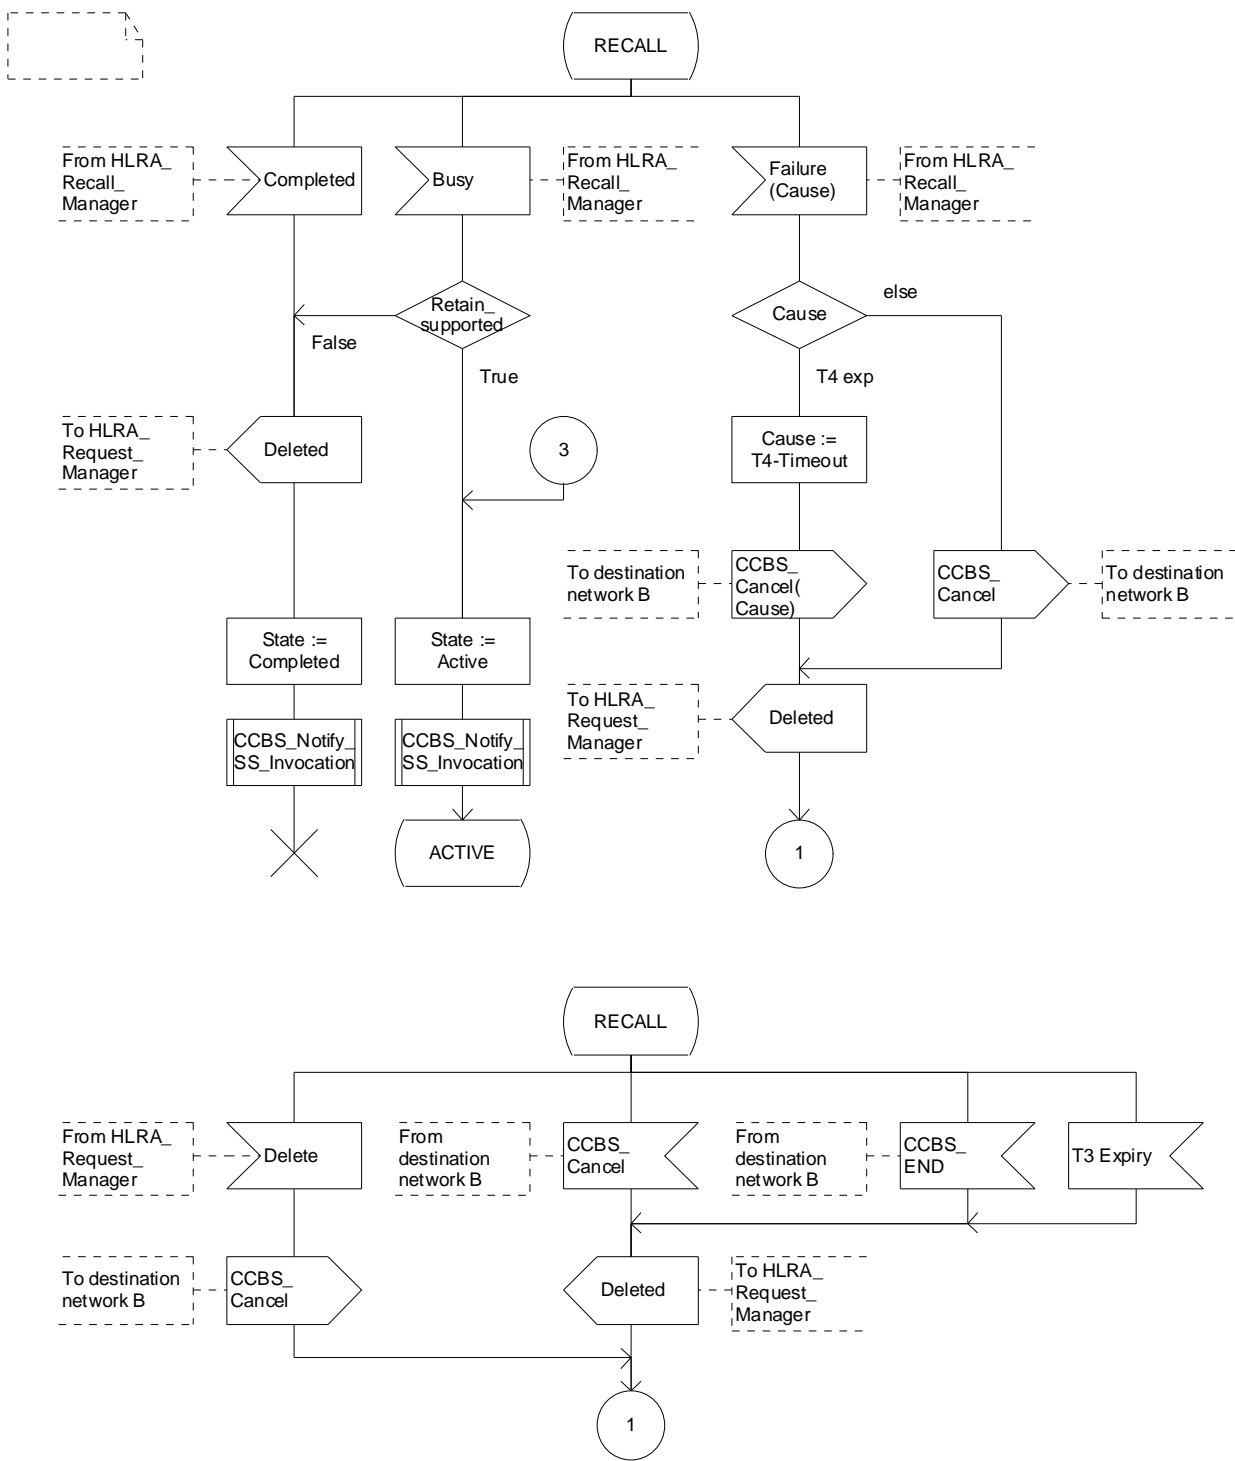 RECALL
From HLRA_
Recall_
Manager
Completed
Busy
From HLRA_
Recall_
Manager
Failure
(Cause)
From HLRA_
Recall_
Manager
Retain_
supported
False
True
Cause
else
T4 exp
To HLRA_
Request_
Manager
Deleted
3
Cause :=
T4-Timeout
To destination
network B
CCBS_
Cancel(
Cause)
CCBS_
Cancel
To destination
network B
State :=
Completed
State :=
Active
To HLRA_
Request_
Manager
Deleted
CCBS_Notify_
SS_Invocation
CCBS_Notify_
SS_Invocation
ACTIVE
1
RECALL
From HLRA_
Request_
Manager
Delete
From
destination
network B
CCBS_
Cancel
From
destination
network B
CCBS_
END
T3 Expiry
To destination
network B
CCBS_
Cancel
Deleted
To HLRA_
Request_
Manager
1